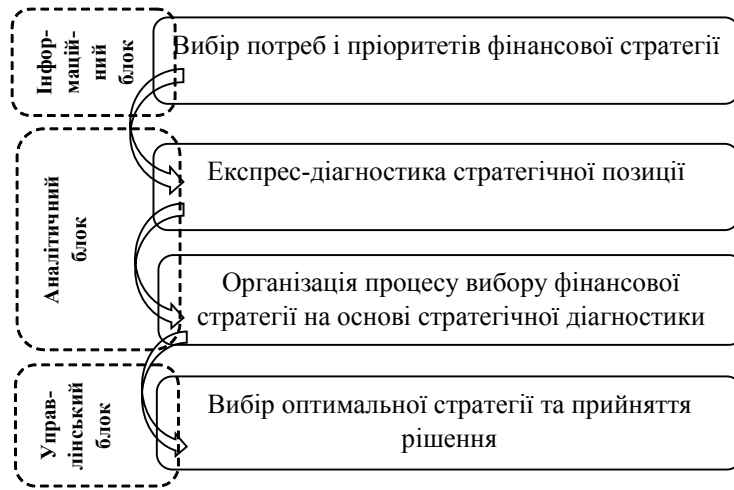 Інфор-
мацій-
ний
блок
Вибір потреб і пріоритетів фінансової стратегії
Аналітичний
блок
Експрес-діагностика стратегічної позиції
Організація процесу вибору фінансової
стратегії на основі стратегічної діагностики
Управ-
лінський
блок
Вибір оптимальної стратегії та прийняття
рішення